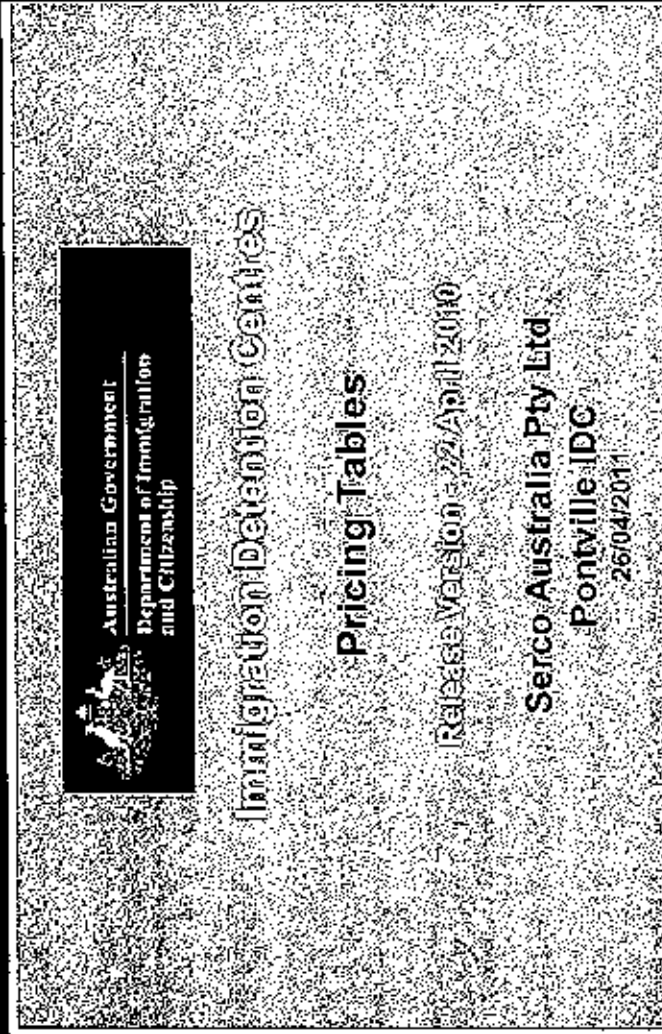 Australian Government
Department of Immigration
and Citizenship
Immigration Detention Centres
Pricing Tables
Release Version - 22 April 2010
Serco Australia Pty Ltd
Pontville IDC
26/04/2011